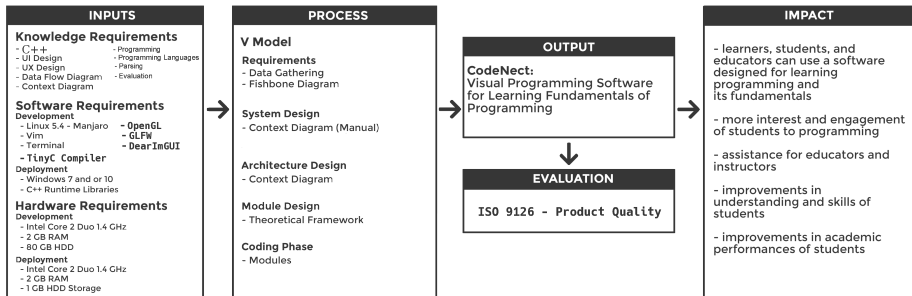 INPUTS
Knowledge Requirements
- C++
- UI Design
- UX Design
- Data Flow Diagram
- Context Diagram
- Programming
- Programming Languages
- Parsing
- Evaluation
Software Requirements
Development
- Linux 5.4 - Manjaro
- Vim
- Terminal
- TinyC Compiler
- OpenGL
- GLFW
- DearImGUI
Deployment
- Windows 7 and or 10
- C++ Runtime Libraries
Hardware Requirements
Development
- Intel Core 2 Duo 1.4 GHz
- 2 GB RAM
- 80 GB HDD
Deployment
- Intel Core 2 Duo 1.4 GHz
- 2 GB RAM
- 1 GB HDD Storage
PROCESS
V Model
Requirements
- Data Gathering
- Fishbone Diagram
System Design
- Context Diagram (Manual)
Architecture Design
- Context Diagram
Module Design
- Theoretical Framework
Coding Phase
- Modules
OUTPUT
CodeNect:
Visual Programming Software
for Learning Fundamentals of
Programming
EVALUATION
ISO 9126 - Product Quality
IMPACT
- learners, students, and
educators can use a software
designed for learning
programming and
its fundamentals
- more interest and engagement
of students to programming
- assistance for educators and
instructors
- improvements in
understanding and skills of
students
- improvements in academic
performances of students